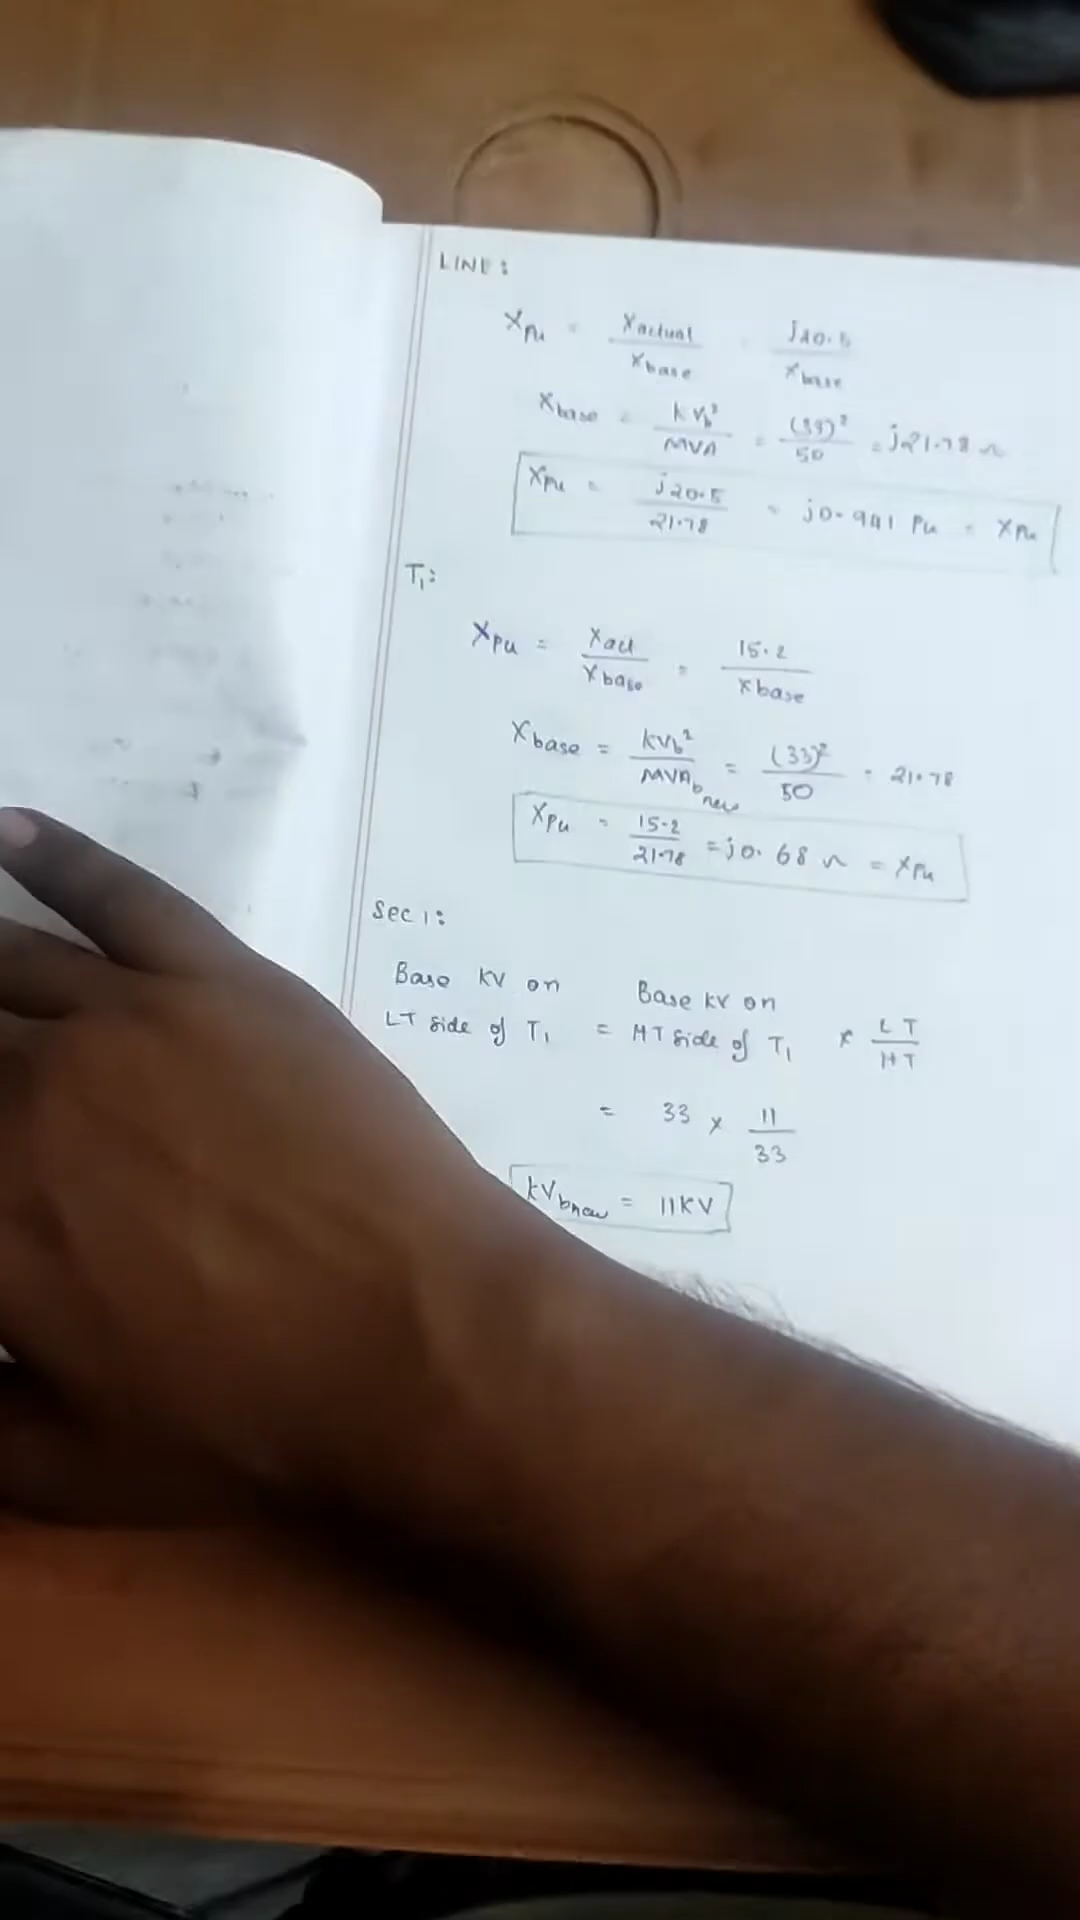 LINE:
Xpu = Xactual / Xbase = j20.5 / Xbase
Xbase = kVb² / MVA = (33)² / 50 = j21.78 Ω
Xpu = j20.5 / 21.78 = j0.941 Pu = Xpu
T1:
Xpu = Xact / Xbase = 15.2 / Xbase
Xbase = kVb² / MVAb new = (33)² / 50 = 21.78
Xpu = 15.2 / 21.78 = j0.68 Ω = Xpu
Sec 1:
Base KV on LT side of T1 = Base KV on HT side of T1 × LT / HT
= 33 × 11 / 33
KVbnew = 11KV